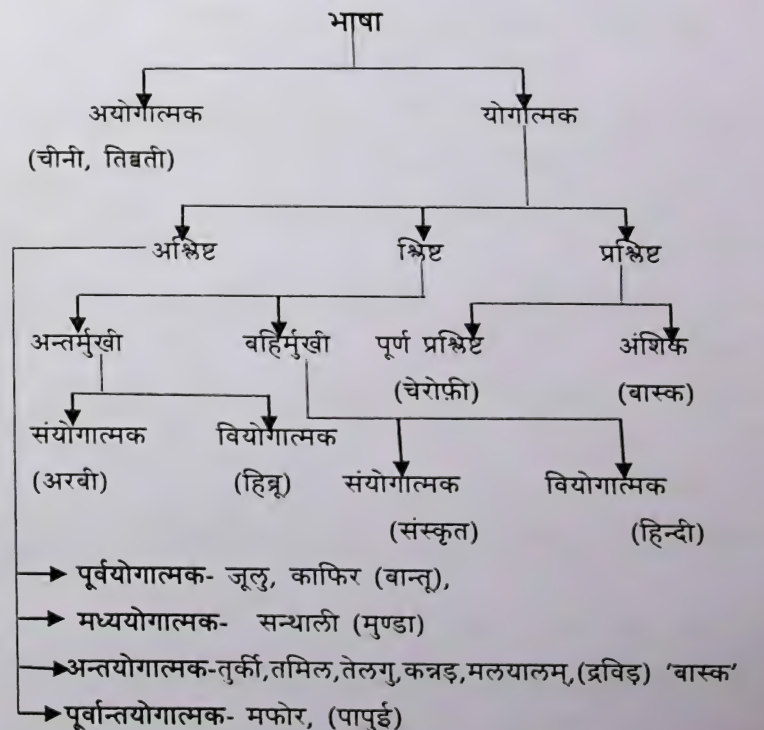 भाषा
अयोगात्मक योगात्मक
(चीनी, तिब्बती)
अश्लिष्ट श्लिष्ट प्रश्लिष्ट
अन्तर्मुखी बहिर्मुखी पूर्ण प्रश्लिष्ट अंशिक
(चेरोफ़ी) (बास्क)
संयोगात्मक वियोगात्मक
(अरबी) (हिब्रू) संयोगात्मक वियोगात्मक
(संस्कृत) (हिन्दी)
पूर्वयोगात्मक- जूलु, काफिर (बान्तू),
मध्ययोगात्मक- सन्थाली (मुण्डा)
अन्तयोगात्मक-तुर्की,तमिल,तेलगु,कन्नड़,मलयालम्,(द्रविड़) 'बास्क'
पूर्वान्तयोगात्मक- मफोर, (पापुई)